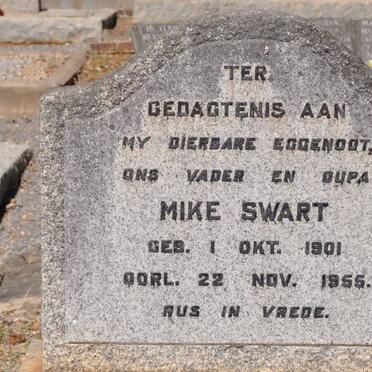 TER
GEDAGTENIS AAN
MY DIERBARE EGGENOOT,
ONS VADER EN OUPA
MIKE SWART
GEB. 1 OKT. 1901
OORL. 22 NOV. 1955.
RUS IN VREDE.